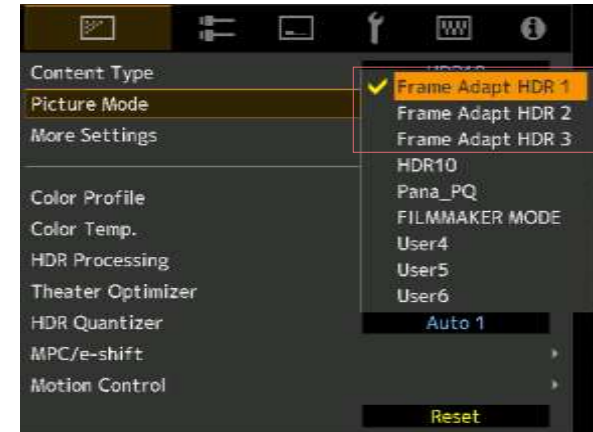 Content Type
Picture Mode
More Settings
Color Profile
Color Temp.
HDR Processing
Theater Optimizer
HDR Quantizer
MPC/e-shift
Motion Control
Frame Adapt HDR 1
Frame Adapt HDR 2
Frame Adapt HDR 3
HDR10
Pana_PQ
FILMMAKER MODE
User4
User5
User6
Auto 1
Reset